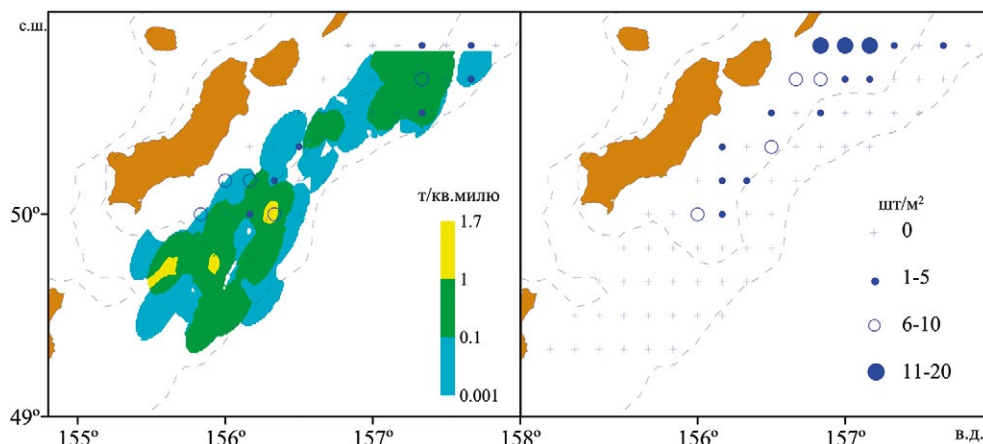 с.ш.
50º
49º
т/кв.милю
1.7
1
0.1
0.001
шт/м²
0
1-5
6-10
11-20
155º
156º
157º
158º
156º
157º
в.д.